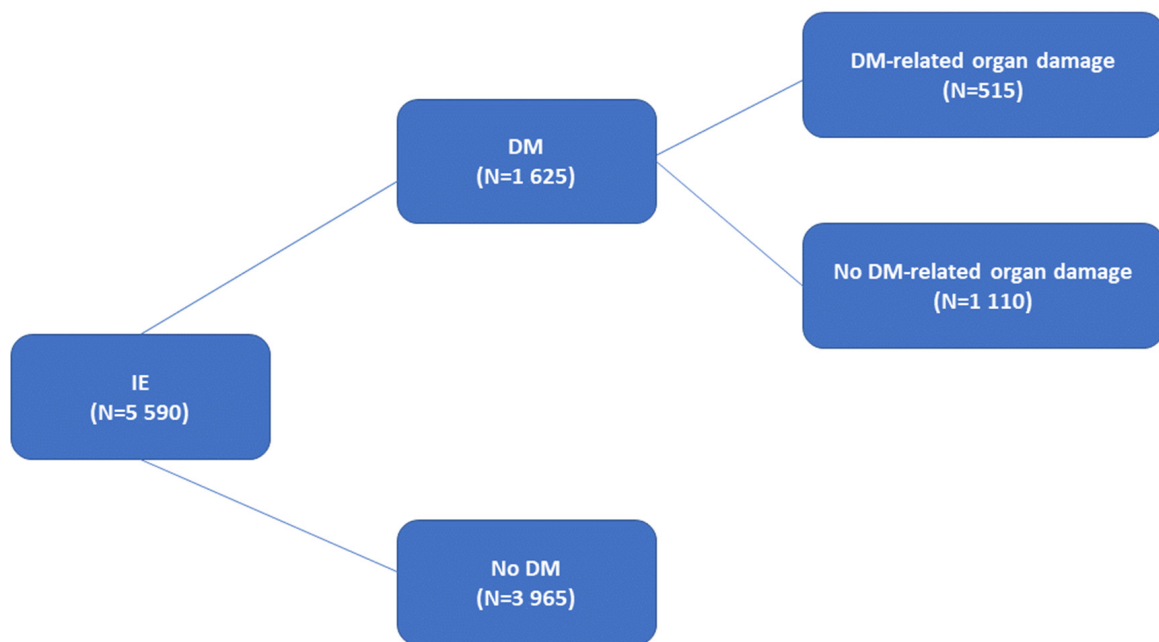 DM-related organ damage
(N=515)
DM
(N=1 625)
No DM-related organ damage
(N=1 110)
IE
(N=5 590)
No DM
(N=3 965)